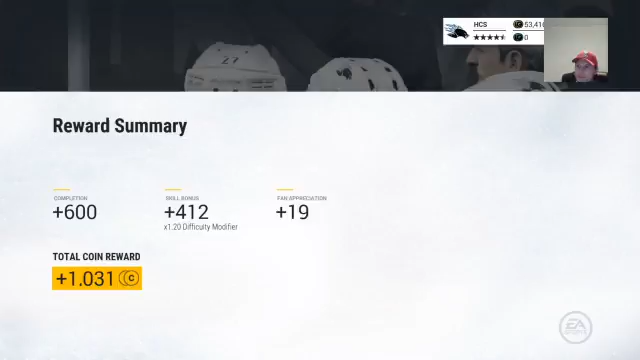 HCS
53,41
0
27
Reward Summary
COMPLETION
+600
SKILL BONUS
+412
x1.20 Difficulty Modifier
FAN APPRECIATION
+19
TOTAL COIN REWARD
+1.031 C
EA